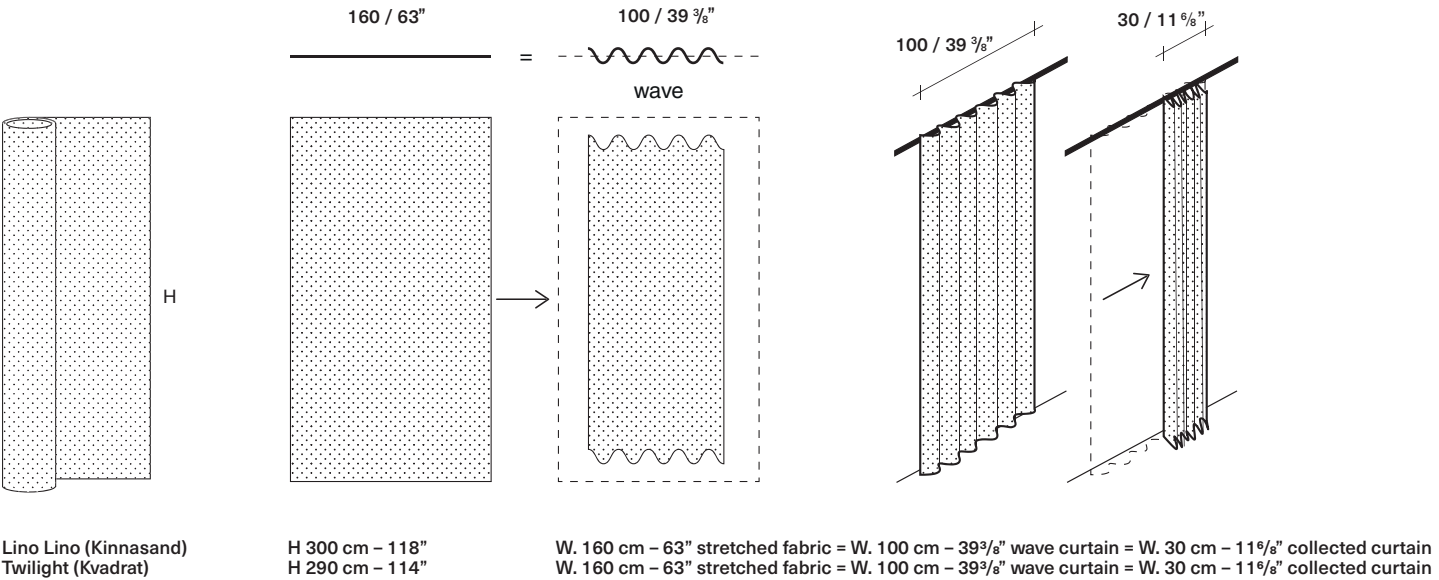 160 / 63”
100 / 39 ³/₈”
=
wave
100 / 39 ³/₈”
30 / 11 ⁶/₈”
H
Lino Lino (Kinnasand) H 300 cm – 118” W. 160 cm – 63” stretched fabric = W. 100 cm – 39³/₈” wave curtain = W. 30 cm – 11⁶/₈” collected curtain
Twilight (Kvadrat) H 290 cm – 114” W. 160 cm – 63” stretched fabric = W. 100 cm – 39³/₈” wave curtain = W. 30 cm – 11⁶/₈” collected curtain